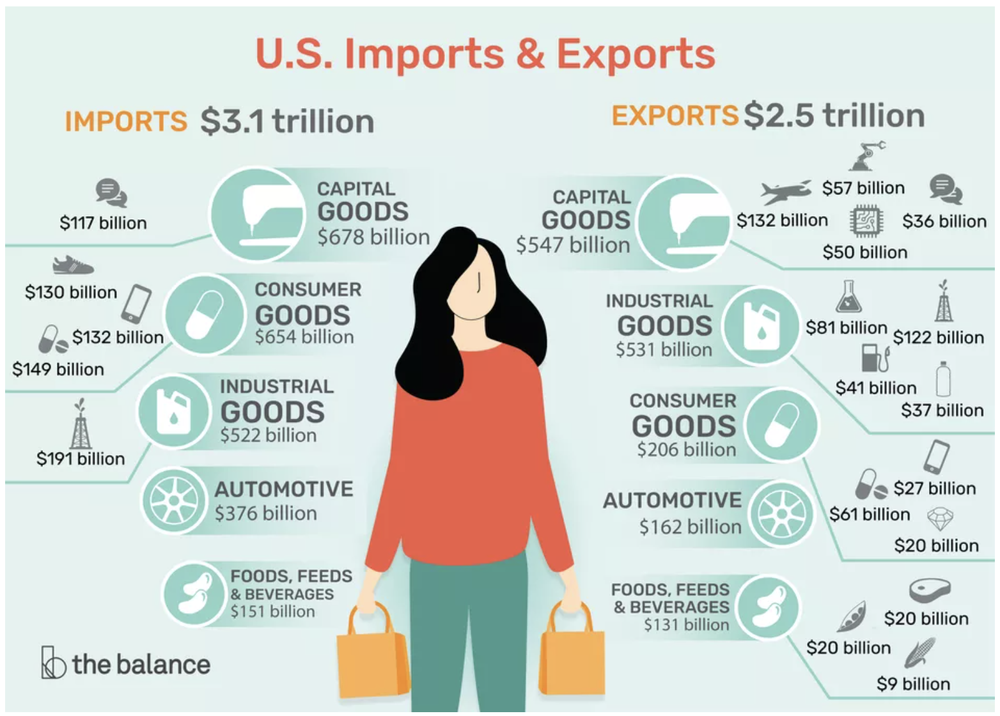 U.S. Imports & Exports
IMPORTS $3.1 trillion
$117 billion
CAPITAL
GOODS
$678 billion
$130 billion
$132 billion
$149 billion
CONSUMER
GOODS
$654 billion
$191 billion
INDUSTRIAL
GOODS
$522 billion
AUTOMOTIVE
$376 billion
FOODS, FEEDS
& BEVERAGES
$151 billion
EXPORTS $2.5 trillion
CAPITAL
GOODS
$547 billion
$57 billion
$132 billion
$36 billion
$50 billion
INDUSTRIAL
GOODS
$531 billion
$81 billion
$122 billion
$41 billion
$37 billion
CONSUMER
GOODS
$206 billion
$27 billion
$61 billion
$20 billion
AUTOMOTIVE
$162 billion
FOODS, FEEDS
& BEVERAGES
$131 billion
$20 billion
$20 billion
$9 billion
the balance